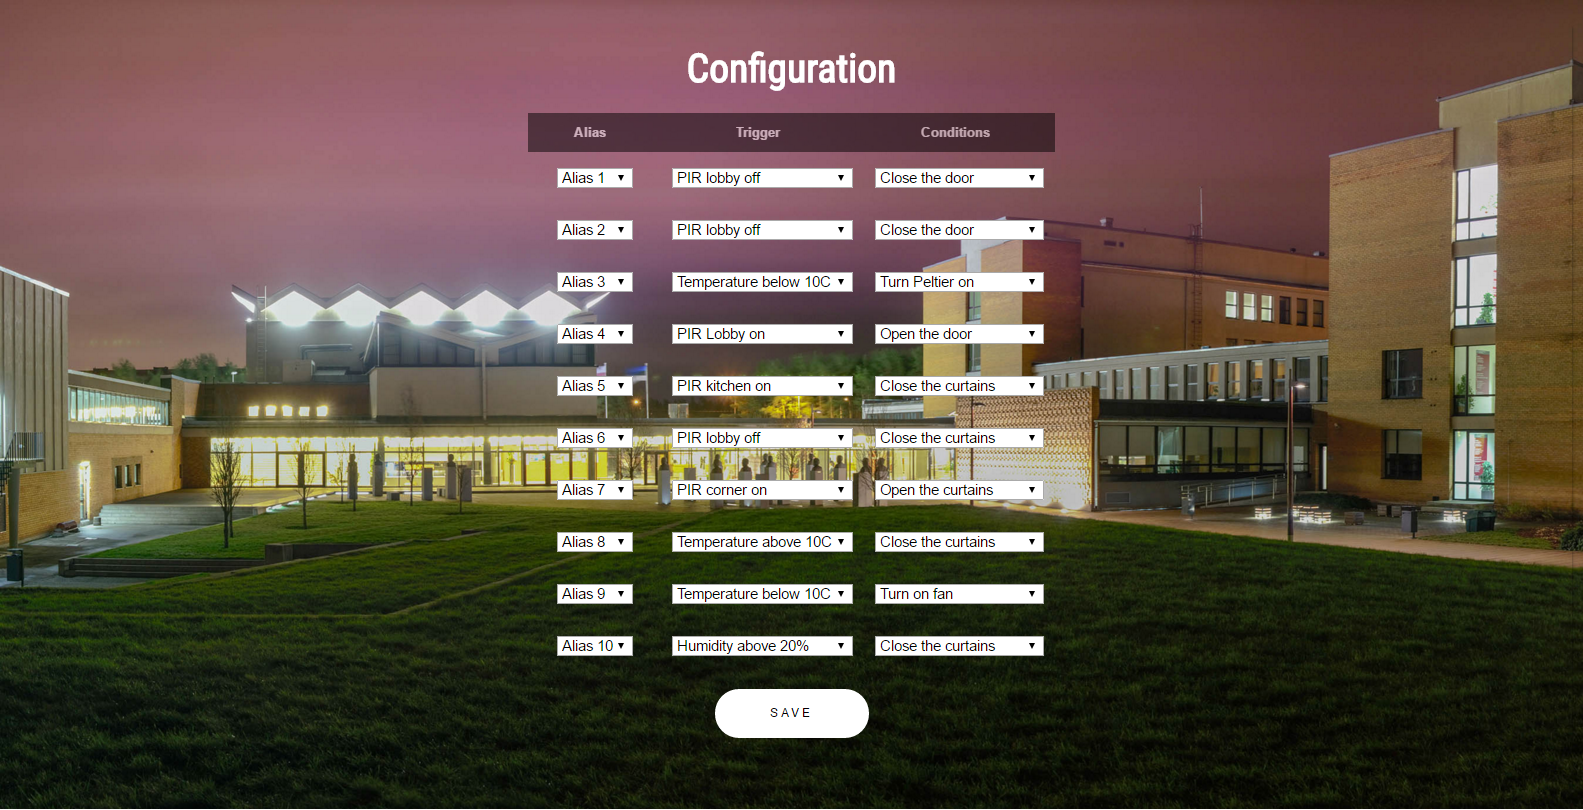 Configuration
Alias Trigger Conditions
Alias 1 PIR lobby off Close the door
Alias 2 PIR lobby off Close the door
Alias 3 Temperature below 10C Turn Peltier on
Alias 4 PIR Lobby on Open the door
Alias 5 PIR kitchen on Close the curtains
Alias 6 PIR lobby off Close the curtains
Alias 7 PIR corner on Open the curtains
Alias 8 Temperature above 10C Close the curtains
Alias 9 Temperature below 10C Turn on fan
Alias 10 Humidity above 20% Close the curtains
SAVE